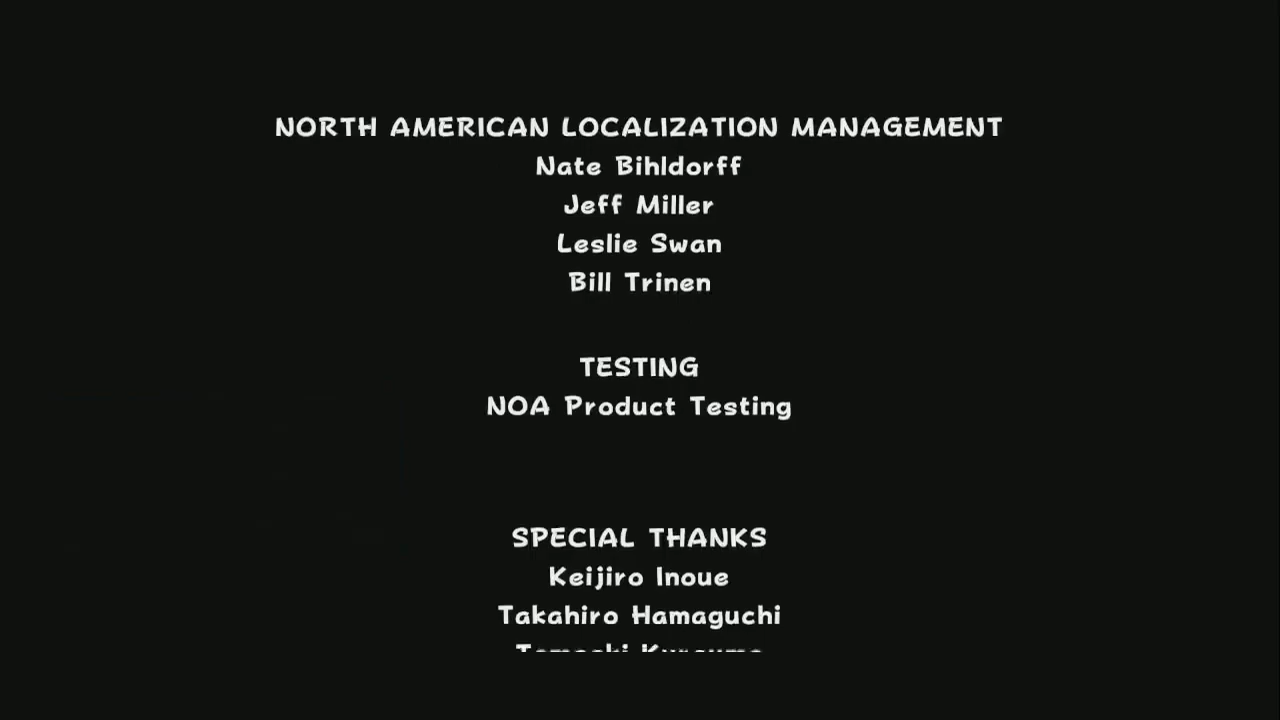 NORTH AMERICAN LOCALIZATION MANAGEMENT
Nate Bihldorff
Jeff Miller
Leslie Swan
Bill Trinen
TESTING
NOA Product Testing
SPECIAL THANKS
Keijiro Inoue
Takahiro Hamaguchi